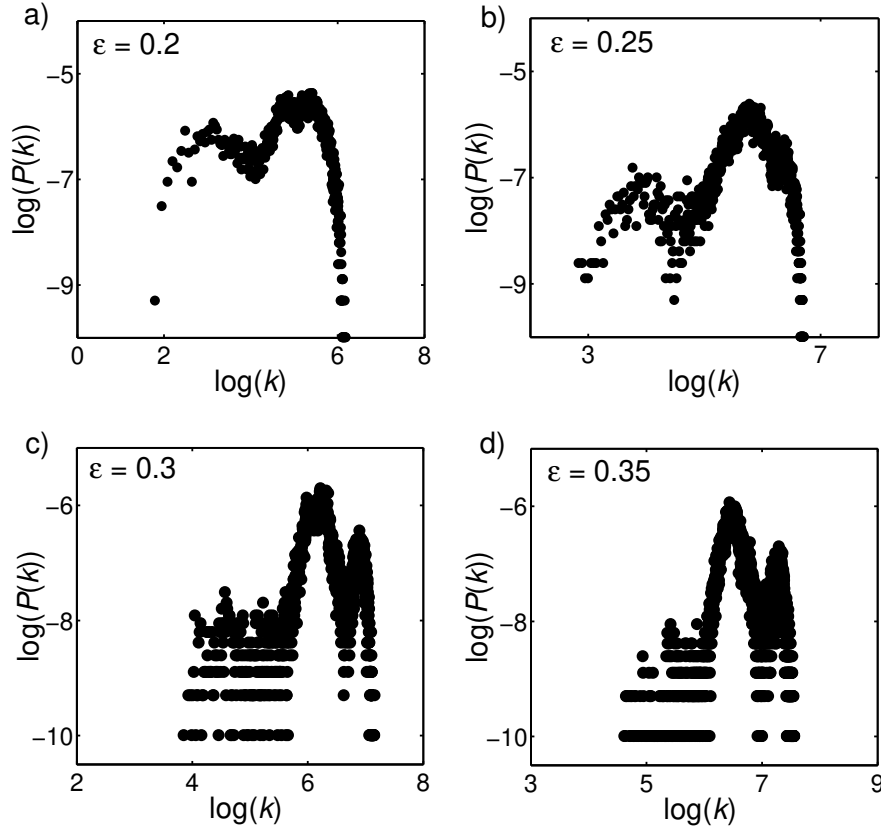 a)
ε = 0.2
−5
−7
−9
log(P(k))
0
2
4
6
8
log(k)
b)
ε = 0.25
−5
−7
−9
log(P(k))
3
7
log(k)
c)
ε = 0.3
−6
−8
−10
log(P(k))
2
4
6
8
log(k)
d)
ε = 0.35
−6
−8
−10
log(P(k))
3
5
7
9
log(k)